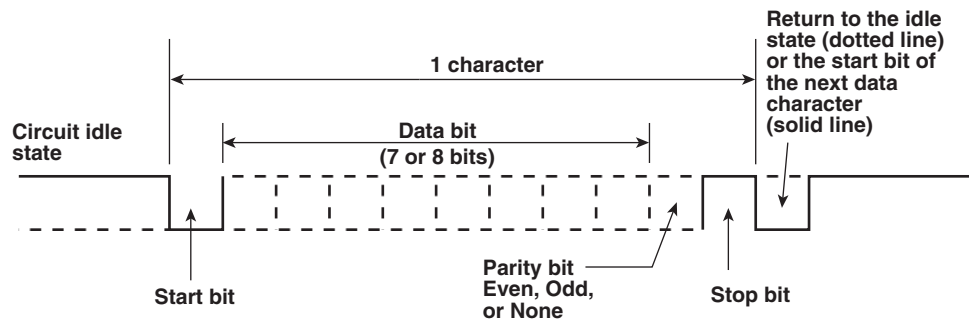 Return to the idle
state (dotted line)
or the start bit of
the next data
character
(solid line)
1 character
Circuit idle
state
Data bit
(7 or 8 bits)
Start bit
Parity bit
Even, Odd,
or None
Stop bit